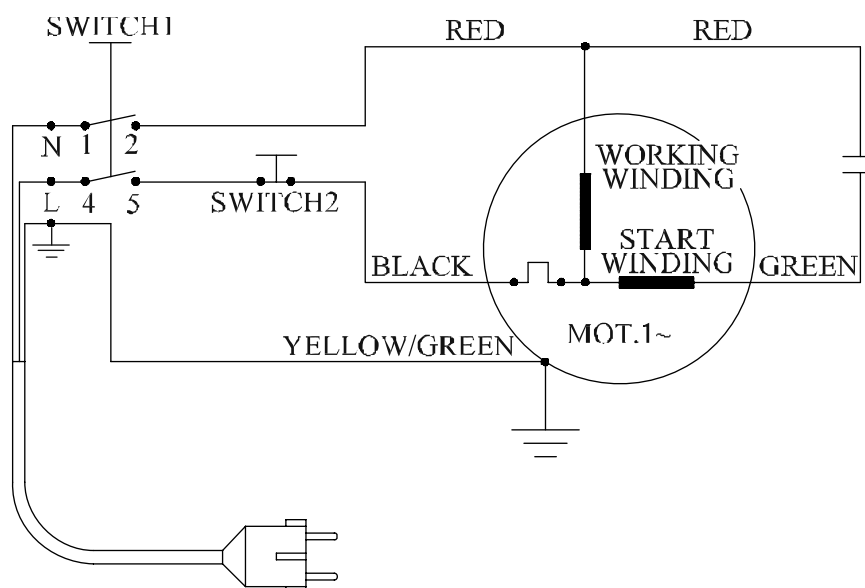 SWITCH1
RED
RED
N 1 2
L 4 5
SWITCH2
WORKING
WINDING
START
WINDING
BLACK
GREEN
MOT.1~
YELLOW/GREEN